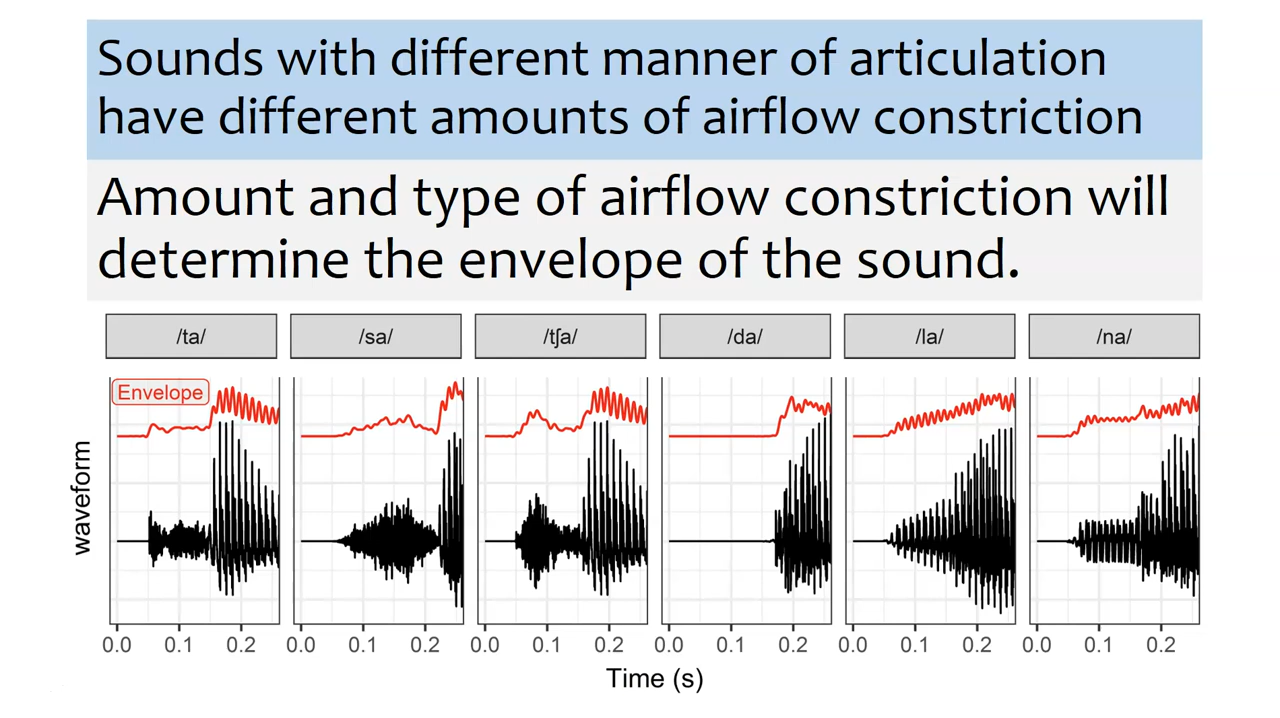 Sounds with different manner of articulation
have different amounts of airflow constriction
Amount and type of airflow constriction will
determine the envelope of the sound.
/ta/ /sa/ /tʃa/ /da/ /la/ /na/
Envelope
waveform
0.0 0.1 0.2 0.0 0.1 0.2 0.0 0.1 0.2 0.0 0.1 0.2 0.0 0.1 0.2 0.0 0.1 0.2
Time (s)